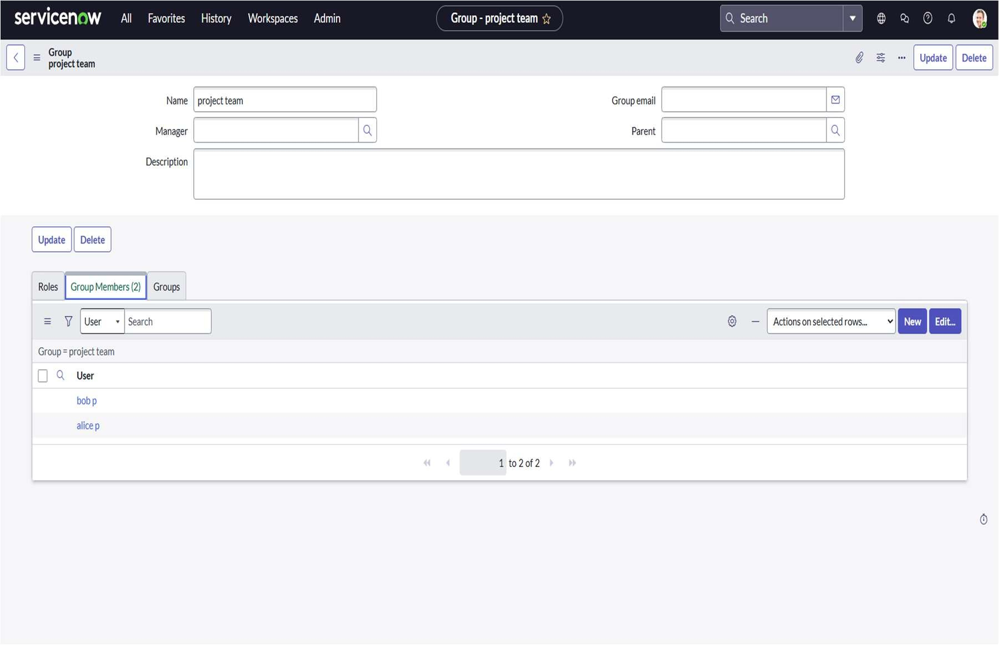 servicenow All Favorites History Workspaces Admin Group - project team Search
Group
project team
Update Delete
Name project team Group email
Manager Parent
Description
Update Delete
Roles Group Members (2) Groups
User Search Actions on selected rows... New Edit...
Group = project team
User
bob p
alice p
1 to 2 of 2